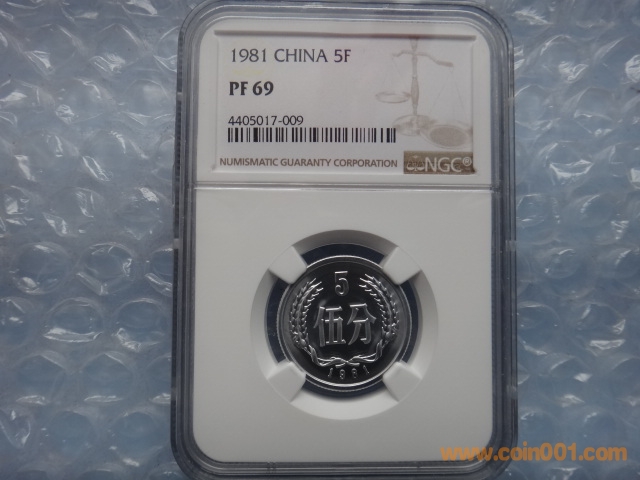 1981 CHINA 5F
PF 69
4405017-009
NUMISMATIC GUARANTY CORPORATION
NGC®
5
伍分
1981
www.coin001.com